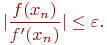 |f(x_n)/f'(x_n)| ≤ ε.